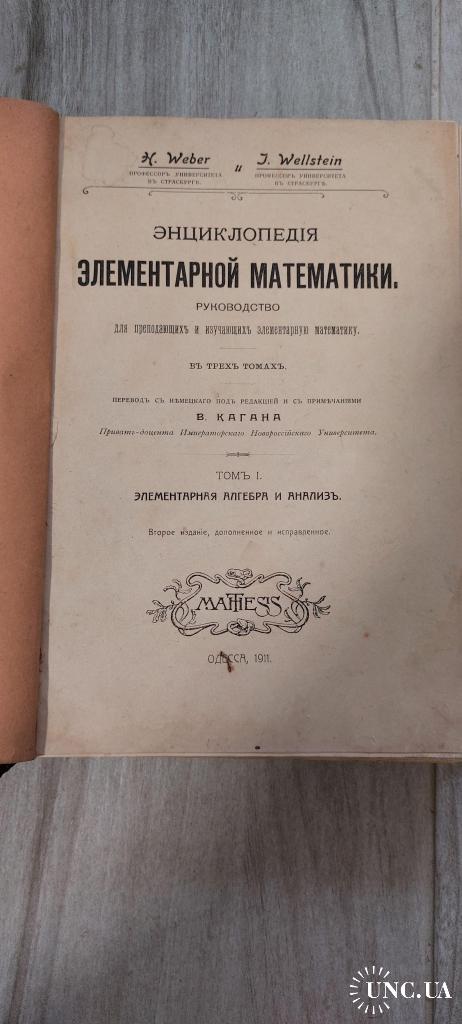 H. Weber и J. Wellstein
ПРОФЕССОРЪ УНИВЕРСИТЕТА ПРОФЕССОРЪ УНИВЕРСИТЕТА
ВЪ СТРАСБУРГѢ. ВЪ СТРАСБУРГѢ.
ЭНЦИКЛОПЕДІЯ
ЭЛЕМЕНТАРНОЙ МАТЕМАТИКИ.
РУКОВОДСТВО
для преподающихъ и изучающихъ элементарную математику.
ВЪ ТРЕХЪ ТОМАХЪ.
ПЕРЕВОДЪ СЪ НѢМЕЦКАГО ПОДЪ РЕДАКЦІЕЙ И СЪ ПРИМѢЧАНІЯМИ
В. КАГАНА
Приватъ-доцента Императорскаго Новороссійскаго Университета.
ТОМЪ I.
ЭЛЕМЕНТАРНАЯ АЛГЕБРА И АНАЛИЗЪ.
Второе изданіе, дополненное и исправленное.
MATHESIS
ОДЕССА, 1911.
UNC.UA